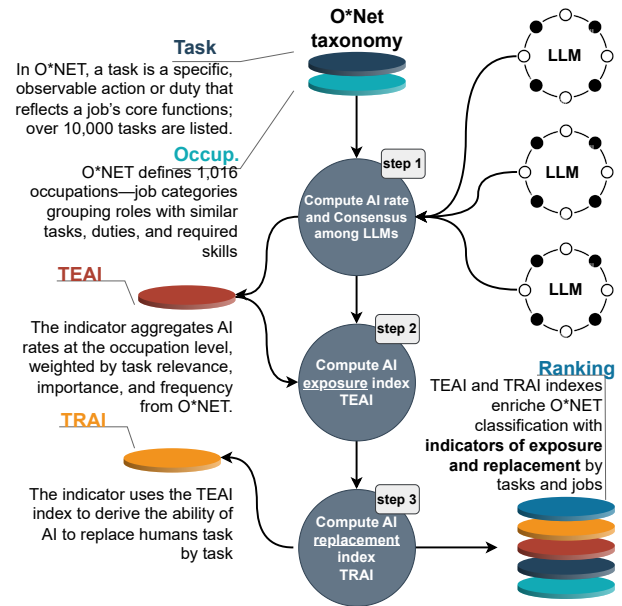 O*Net
taxonomy
Task
In O*NET, a task is a specific,
observable action or duty that
reflects a job's core functions;
over 10,000 tasks are listed.
Occup.
O*NET defines 1,016
occupations—job categories
grouping roles with similar
tasks, duties, and required
skills
LLM
LLM
LLM
step 1
Compute AI rate
and Consensus
among LLMs
TEAI
The indicator aggregates AI
rates at the occupation level,
weighted by task relevance,
importance, and frequency
from O*NET.
step 2
Compute AI
exposure index
TEAI
TRAI
The indicator uses the TEAI
index to derive the ability of
AI to replace humans task
by task
step 3
Compute AI
replacement
index
TRAI
Ranking
TEAI and TRAI indexes
enriche O*NET
classification with
indicators of exposure
and replacement by
tasks and jobs